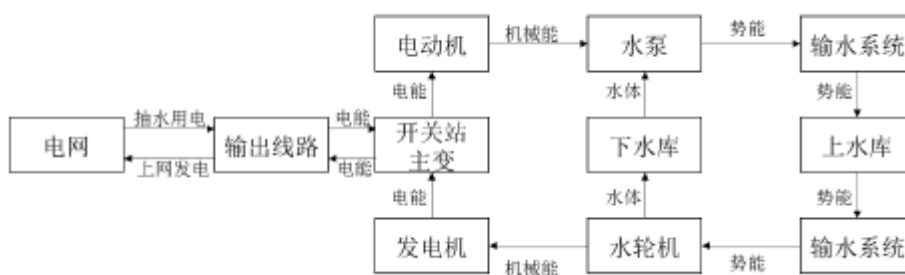 电动机
机械能
水泵
势能
输水系统
电能
水体
势能
电网
抽水用电
上网发电
输出线路
电能
电能
开关站
主变
下水库
上水库
电能
水体
势能
发电机
机械能
水轮机
势能
输水系统